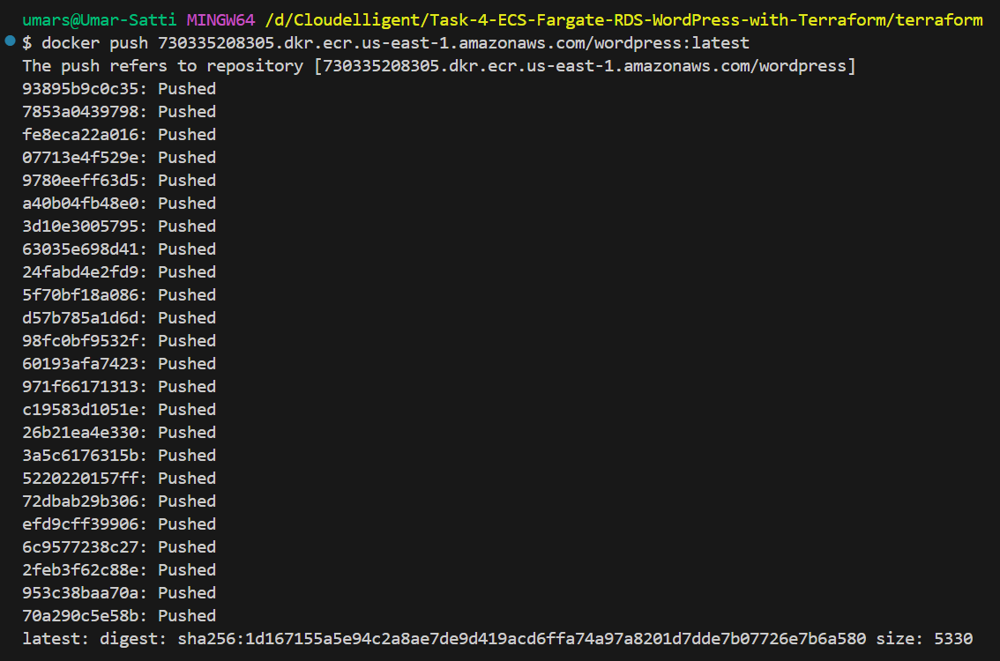 umars@Umar-Satti MINGW64 /d/Cloudelligent/Task-4-ECS-Fargate-RDS-WordPress-with-Terraform/terraform
$ docker push 730335208305.dkr.ecr.us-east-1.amazonaws.com/wordpress:latest
The push refers to repository [730335208305.dkr.ecr.us-east-1.amazonaws.com/wordpress]
93895b9c0c35: Pushed
7853a0439798: Pushed
fe8eca22a016: Pushed
07713e4f529e: Pushed
9780eeff63d5: Pushed
a40b04fb48e0: Pushed
3d10e3005795: Pushed
63035e698d41: Pushed
24fabd4e2fd9: Pushed
5f70bf18a086: Pushed
d57b785a1d6d: Pushed
98fc0bf9532f: Pushed
60193afa7423: Pushed
971f66171313: Pushed
c19583d1051e: Pushed
26b21ea4e330: Pushed
3a5c6176315b: Pushed
5220220157ff: Pushed
72dbab29b306: Pushed
efd9cff39906: Pushed
6c9577238c27: Pushed
2feb3f62c88e: Pushed
953c38baa70a: Pushed
70a290c5e58b: Pushed
latest: digest: sha256:1d167155a5e94c2a8ae7de9d419acd6ffa74a97a8201d7dde7b07726e7b6a580 size: 5330